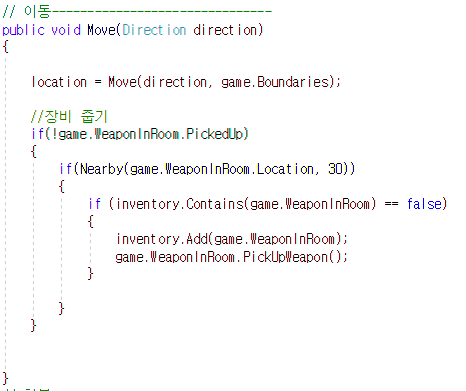 // 이동-------------------------------
public void Move(Direction direction)
{
location = Move(direction, game.Boundaries);
//장비 줍기
if(!game.WeaponInRoom.PickedUp)
{
if(Nearby(game.WeaponInRoom.Location, 30))
{
if (inventory.Contains(game.WeaponInRoom) == false)
{
inventory.Add(game.WeaponInRoom);
game.WeaponInRoom.PickUpWeapon();
}
}
}
}